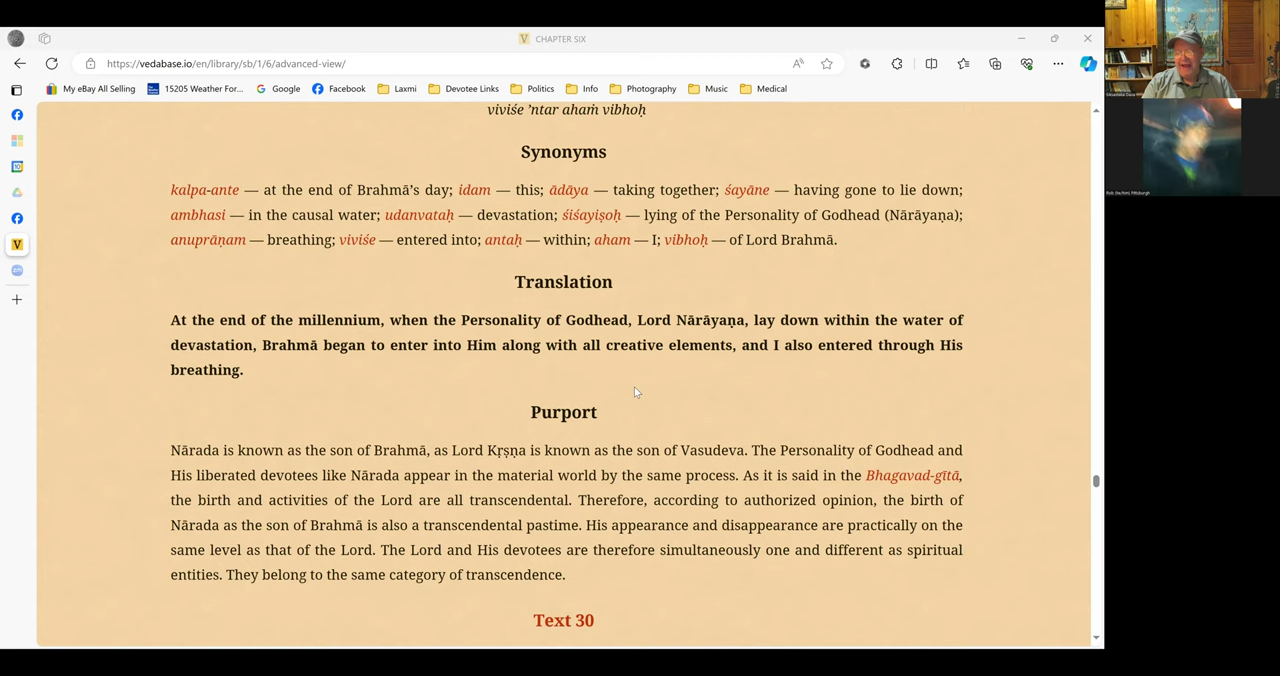 CHAPTER SIX
https://vedabase.io/en/library/sb/1/6/advanced-view/
My eBay All Selling
15205 Weather For...
Google
Facebook
Laxmi
Devotee Links
Politics
Info
Photography
Music
Medical
viviśe ’ntar ahaṁ vibhoḥ
Synonyms
kalpa-ante — at the end of Brahmā’s day; idam — this; ādāya — taking together; śayāne — having gone to lie down;
ambhasi — in the causal water; udanvataḥ — devastation; śiśayiṣoḥ — lying of the Personality of Godhead (Nārāyaṇa);
anuprāṇam — breathing; viviśe — entered into; antaḥ — within; aham — I; vibhoḥ — of Lord Brahmā.
Translation
At the end of the millennium, when the Personality of Godhead, Lord Nārāyaṇa, lay down within the water of
devastation, Brahmā began to enter into Him along with all creative elements, and I also entered through His
breathing.
Purport
Nārada is known as the son of Brahmā, as Lord Kṛṣṇa is known as the son of Vasudeva. The Personality of Godhead and
His liberated devotees like Nārada appear in the material world by the same process. As it is said in the Bhagavad-gītā,
the birth and activities of the Lord are all transcendental. Therefore, according to authorized opinion, the birth of
Nārada as the son of Brahmā is also a transcendental pastime. His appearance and disappearance are practically on the
same level as that of the Lord. The Lord and His devotees are therefore simultaneously one and different as spiritual
entities. They belong to the same category of transcendence.
Text 30